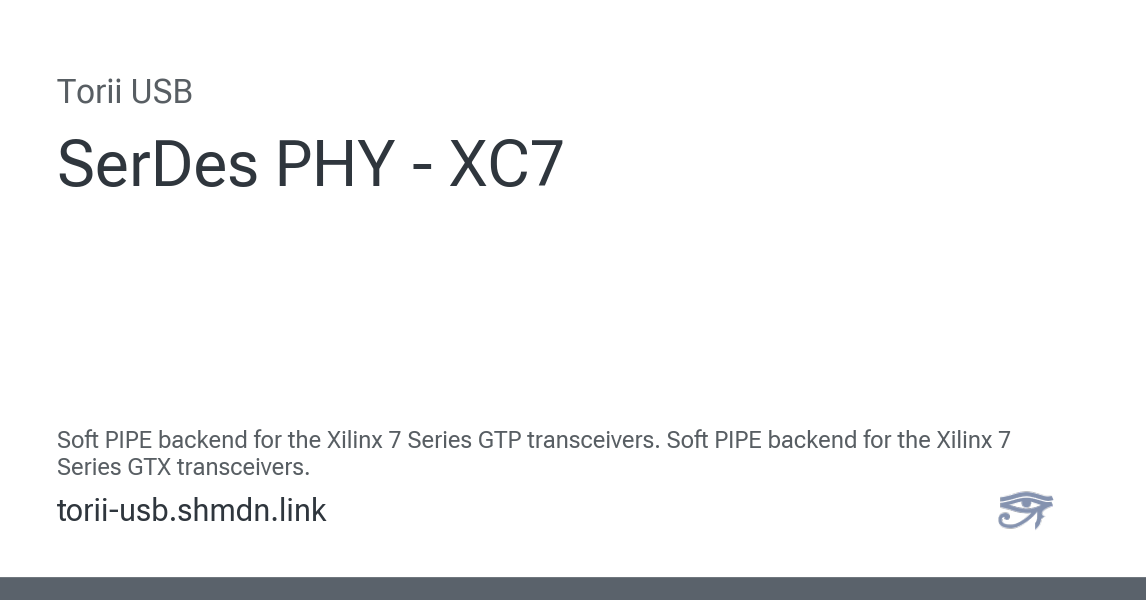 Torii USB
SerDes PHY - XC7
Soft PIPE backend for the Xilinx 7 Series GTP transceivers. Soft PIPE backend for the Xilinx 7
Series GTX transceivers.
torii-usb.shmdn.link